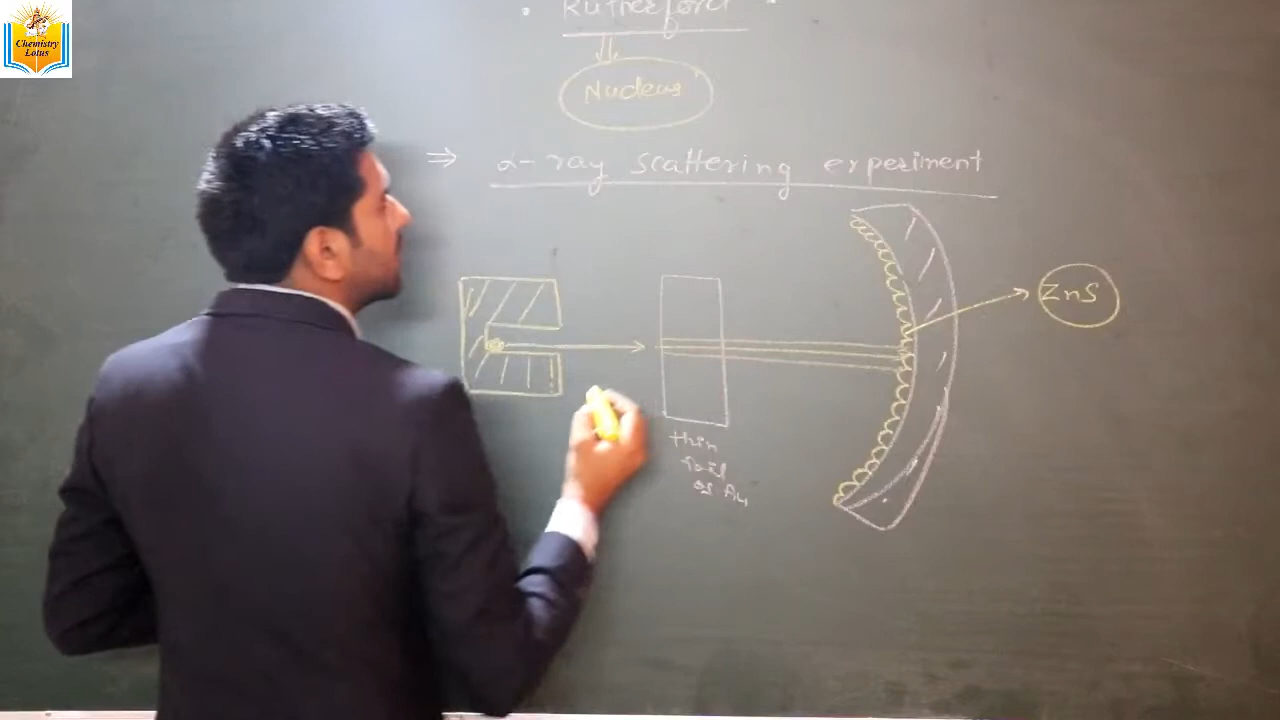 Chemistry
Lotus
Rutherford
Nucleus
⇒ α-ray scattering experiment
ZnS
thin
foil
of Au